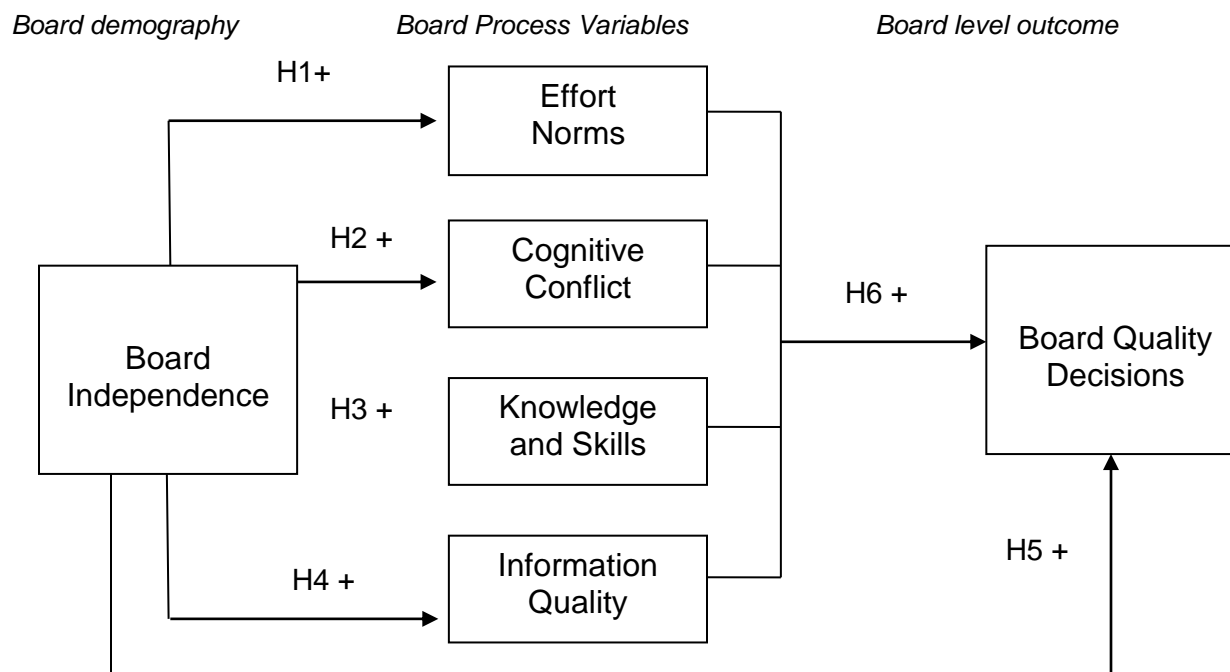 Board demography
Board Process Variables
Board level outcome
H1+
Effort
Norms
H2 +
Cognitive
Conflict
H6 +
Board
Independence
H3 +
Knowledge
and Skills
Board Quality
Decisions
H4 +
Information
Quality
H5 +